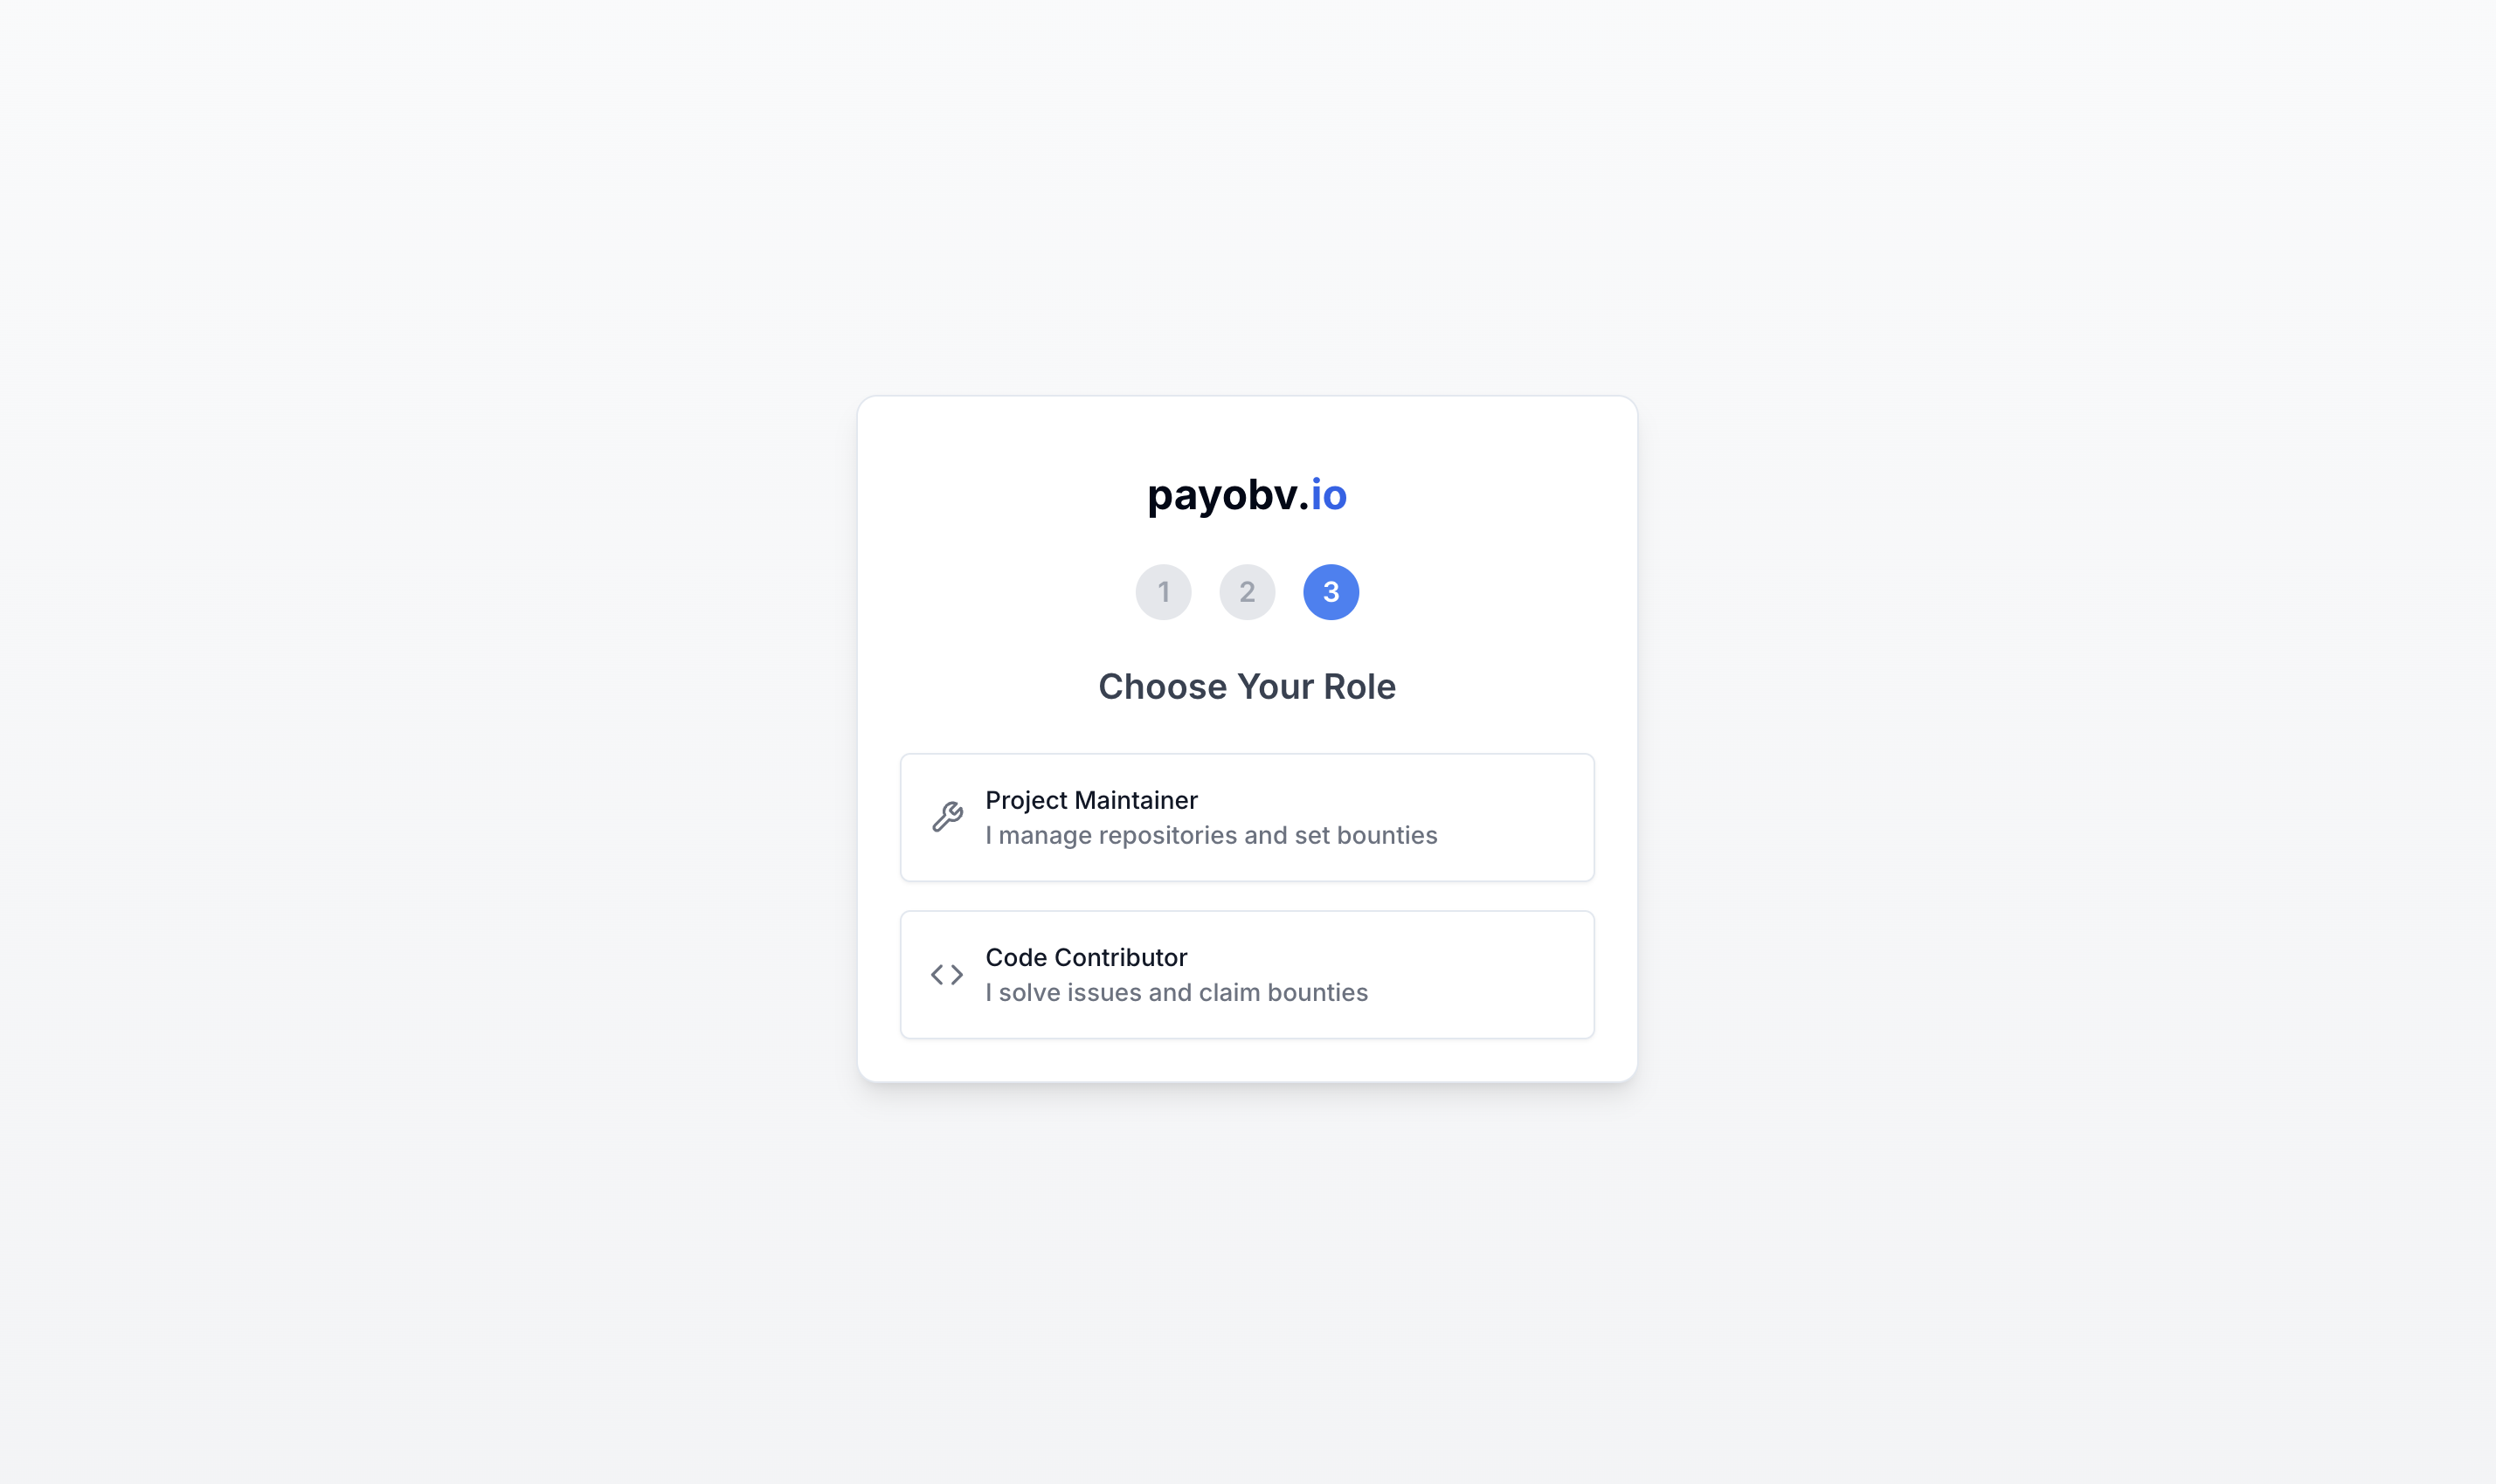 payobv.io
1 2 3
Choose Your Role
Project Maintainer
I manage repositories and set bounties
Code Contributor
I solve issues and claim bounties